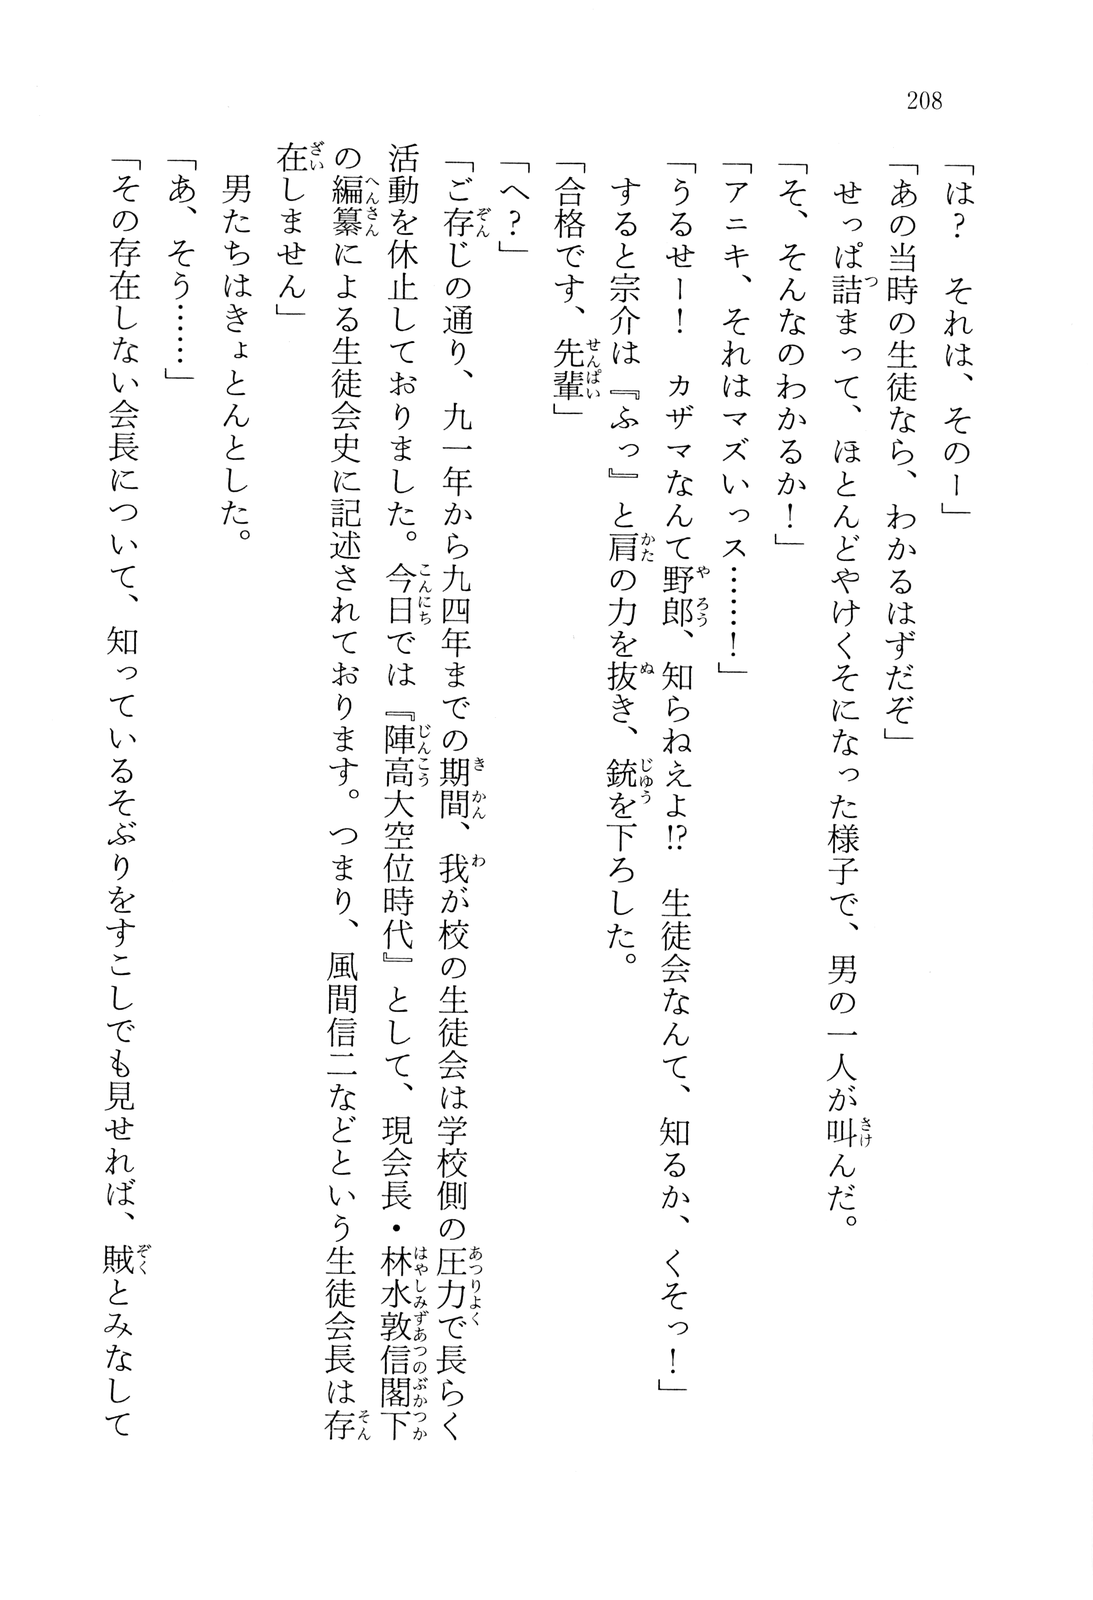 208
「は？　それは、そのー」
「あの当時の生徒なら、わかるはずだぞ」
　せっぱ詰まって、ほとんどやけくそになった様子で、男の一人が叫んだ。
「そ、そんなのわかるか！」
「アニキ、それはマズいっス……！」
「うるせー！　カザマなんて野郎、知らねえよ!?　生徒会なんて、知るか、くそっ！」
　すると宗介は『ふっ』と肩の力を抜き、銃を下ろした。
「合格です、先輩」
「へ？」
「ご存じの通り、九一年から九四年までの期間、我が校の生徒会は学校側の圧力で長らく
活動を休止しておりました。今日では『陣高大空位時代』として、現会長・林水敦信閣下
の編纂による生徒会史に記述されております。つまり、風間信二などという生徒会長は存
在しません」
　男たちはきょとんとした。
「あ、そう……」
「その存在しない会長について、知っているそぶりをすこしでも見せれば、賊とみなして